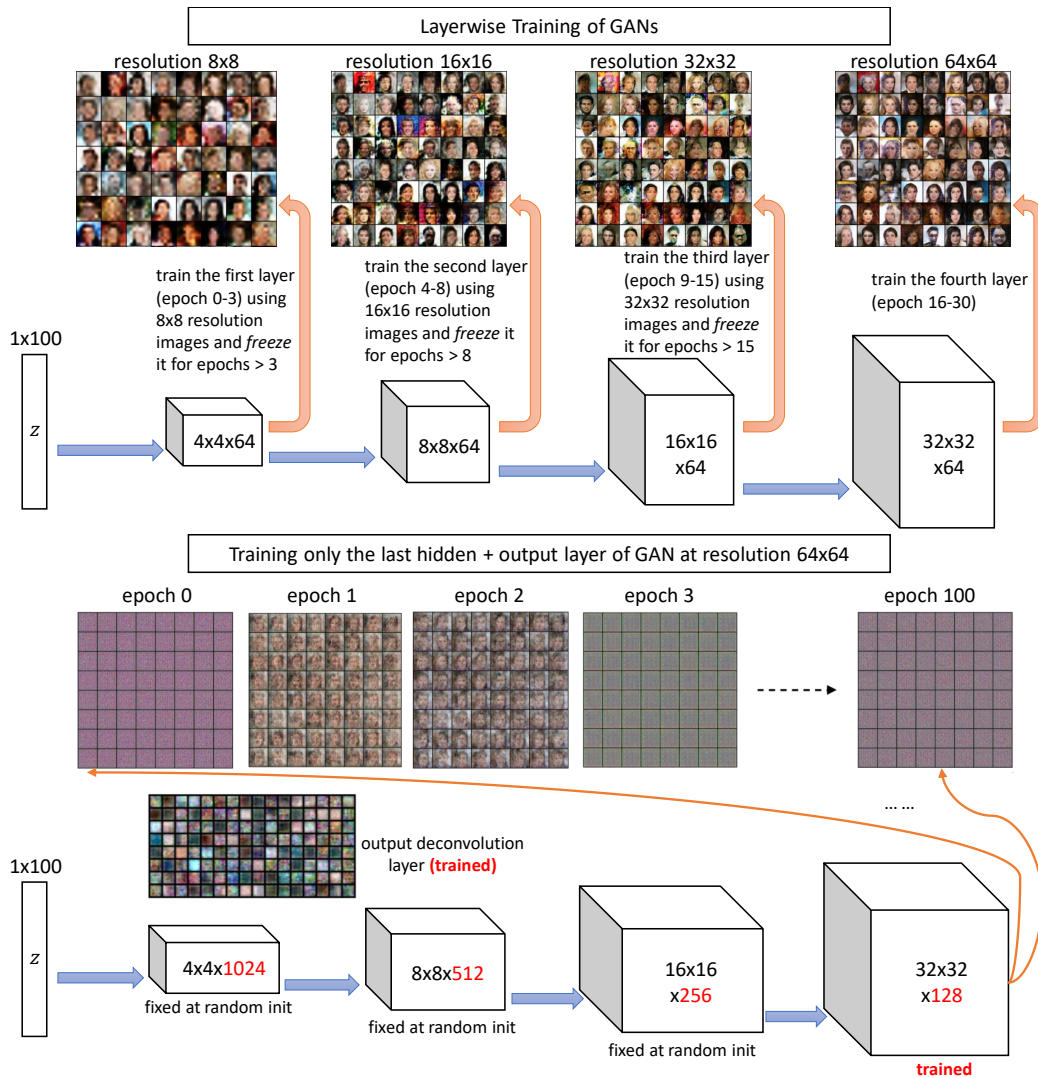 Layerwise Training of GANs
resolution 8x8
resolution 16x16
resolution 32x32
resolution 64x64
train the first layer
(epoch 0-3) using
8x8 resolution
images and freeze
it for epochs > 3
train the second layer
(epoch 4-8) using
16x16 resolution
images and freeze it
for epochs > 8
train the third layer
(epoch 9-15) using
32x32 resolution
images and freeze
it for epochs > 15
train the fourth layer
(epoch 16-30)
1x100
z
4x4x64
8x8x64
16x16
x64
32x32
x64
Training only the last hidden + output layer of GAN at resolution 64x64
epoch 0
epoch 1
epoch 2
epoch 3
epoch 100
... ...
output deconvolution
layer (trained)
1x100
z
4x4x1024
fixed at random init
8x8x512
fixed at random init
16x16
x256
fixed at random init
32x32
x128
trained